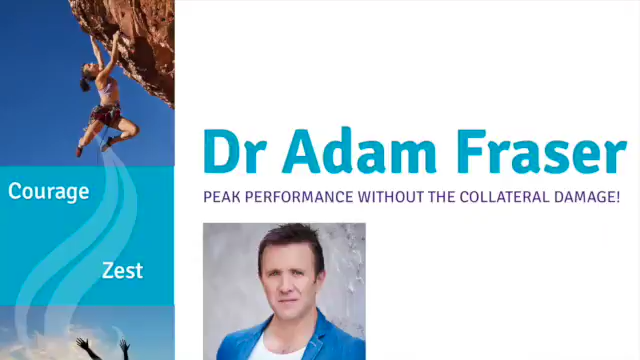 Courage
Zest
Dr Adam Fraser
PEAK PERFORMANCE WITHOUT THE COLLATERAL DAMAGE!